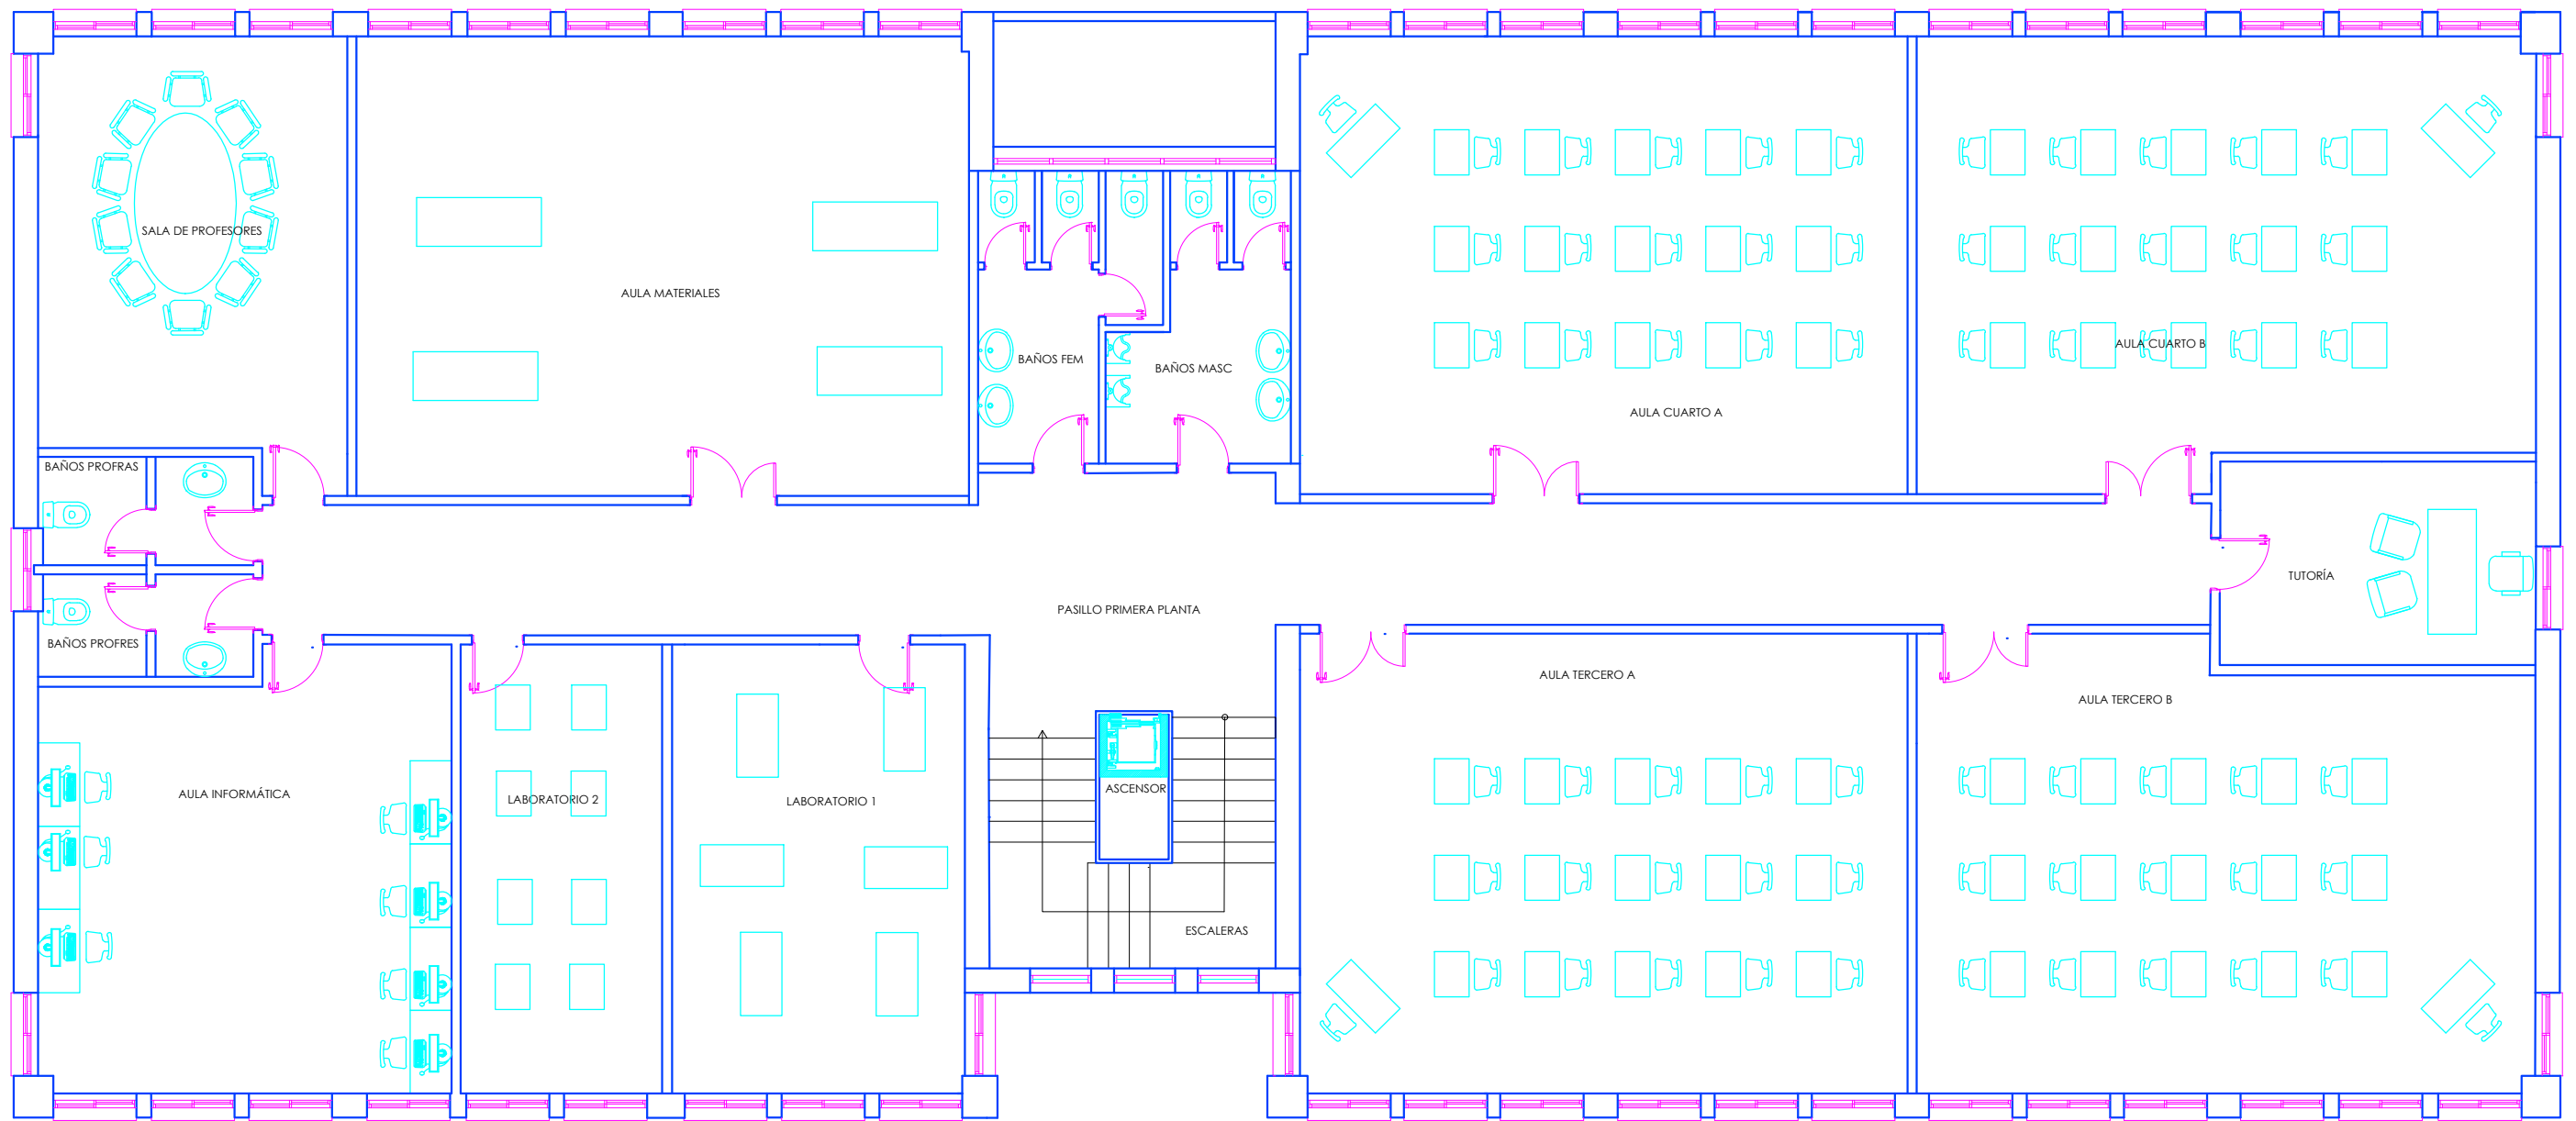 SALA DE PROFESORES
AULA MATERIALES
BAÑOS FEM
BAÑOS MASC
AULA CUARTO A
AULA CUARTO B
BAÑOS PROFRAS
BAÑOS PROFRES
PASILLO PRIMERA PLANTA
TUTORÍA
AULA TERCERO A
AULA TERCERO B
AULA INFORMÁTICA
LABORATORIO 2
LABORATORIO 1
ASCENSOR
ESCALERAS